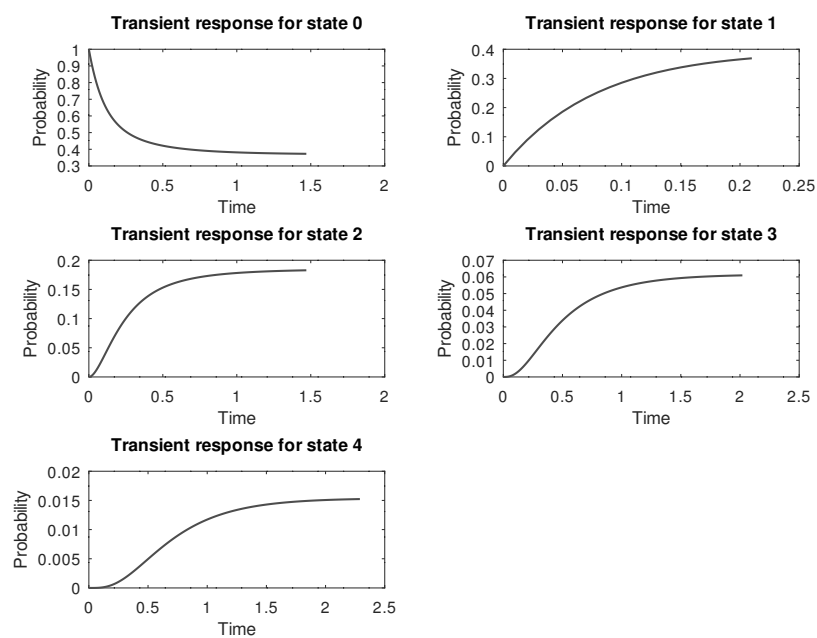 Transient response for state 0
1
0.9
0.8
0.7
0.6
0.5
0.4
0.3
Probability
0 0.5 1 1.5 2
Time
Transient response for state 1
0.4
0.3
0.2
0.1
0
Probability
0 0.05 0.1 0.15 0.2 0.25
Time
Transient response for state 2
0.2
0.15
0.1
0.05
0
Probability
0 0.5 1 1.5 2
Time
Transient response for state 3
0.07
0.06
0.05
0.04
0.03
0.02
0.01
0
Probability
0 0.5 1 1.5 2 2.5
Time
Transient response for state 4
0.02
0.015
0.01
0.005
0
Probability
0 0.5 1 1.5 2 2.5
Time